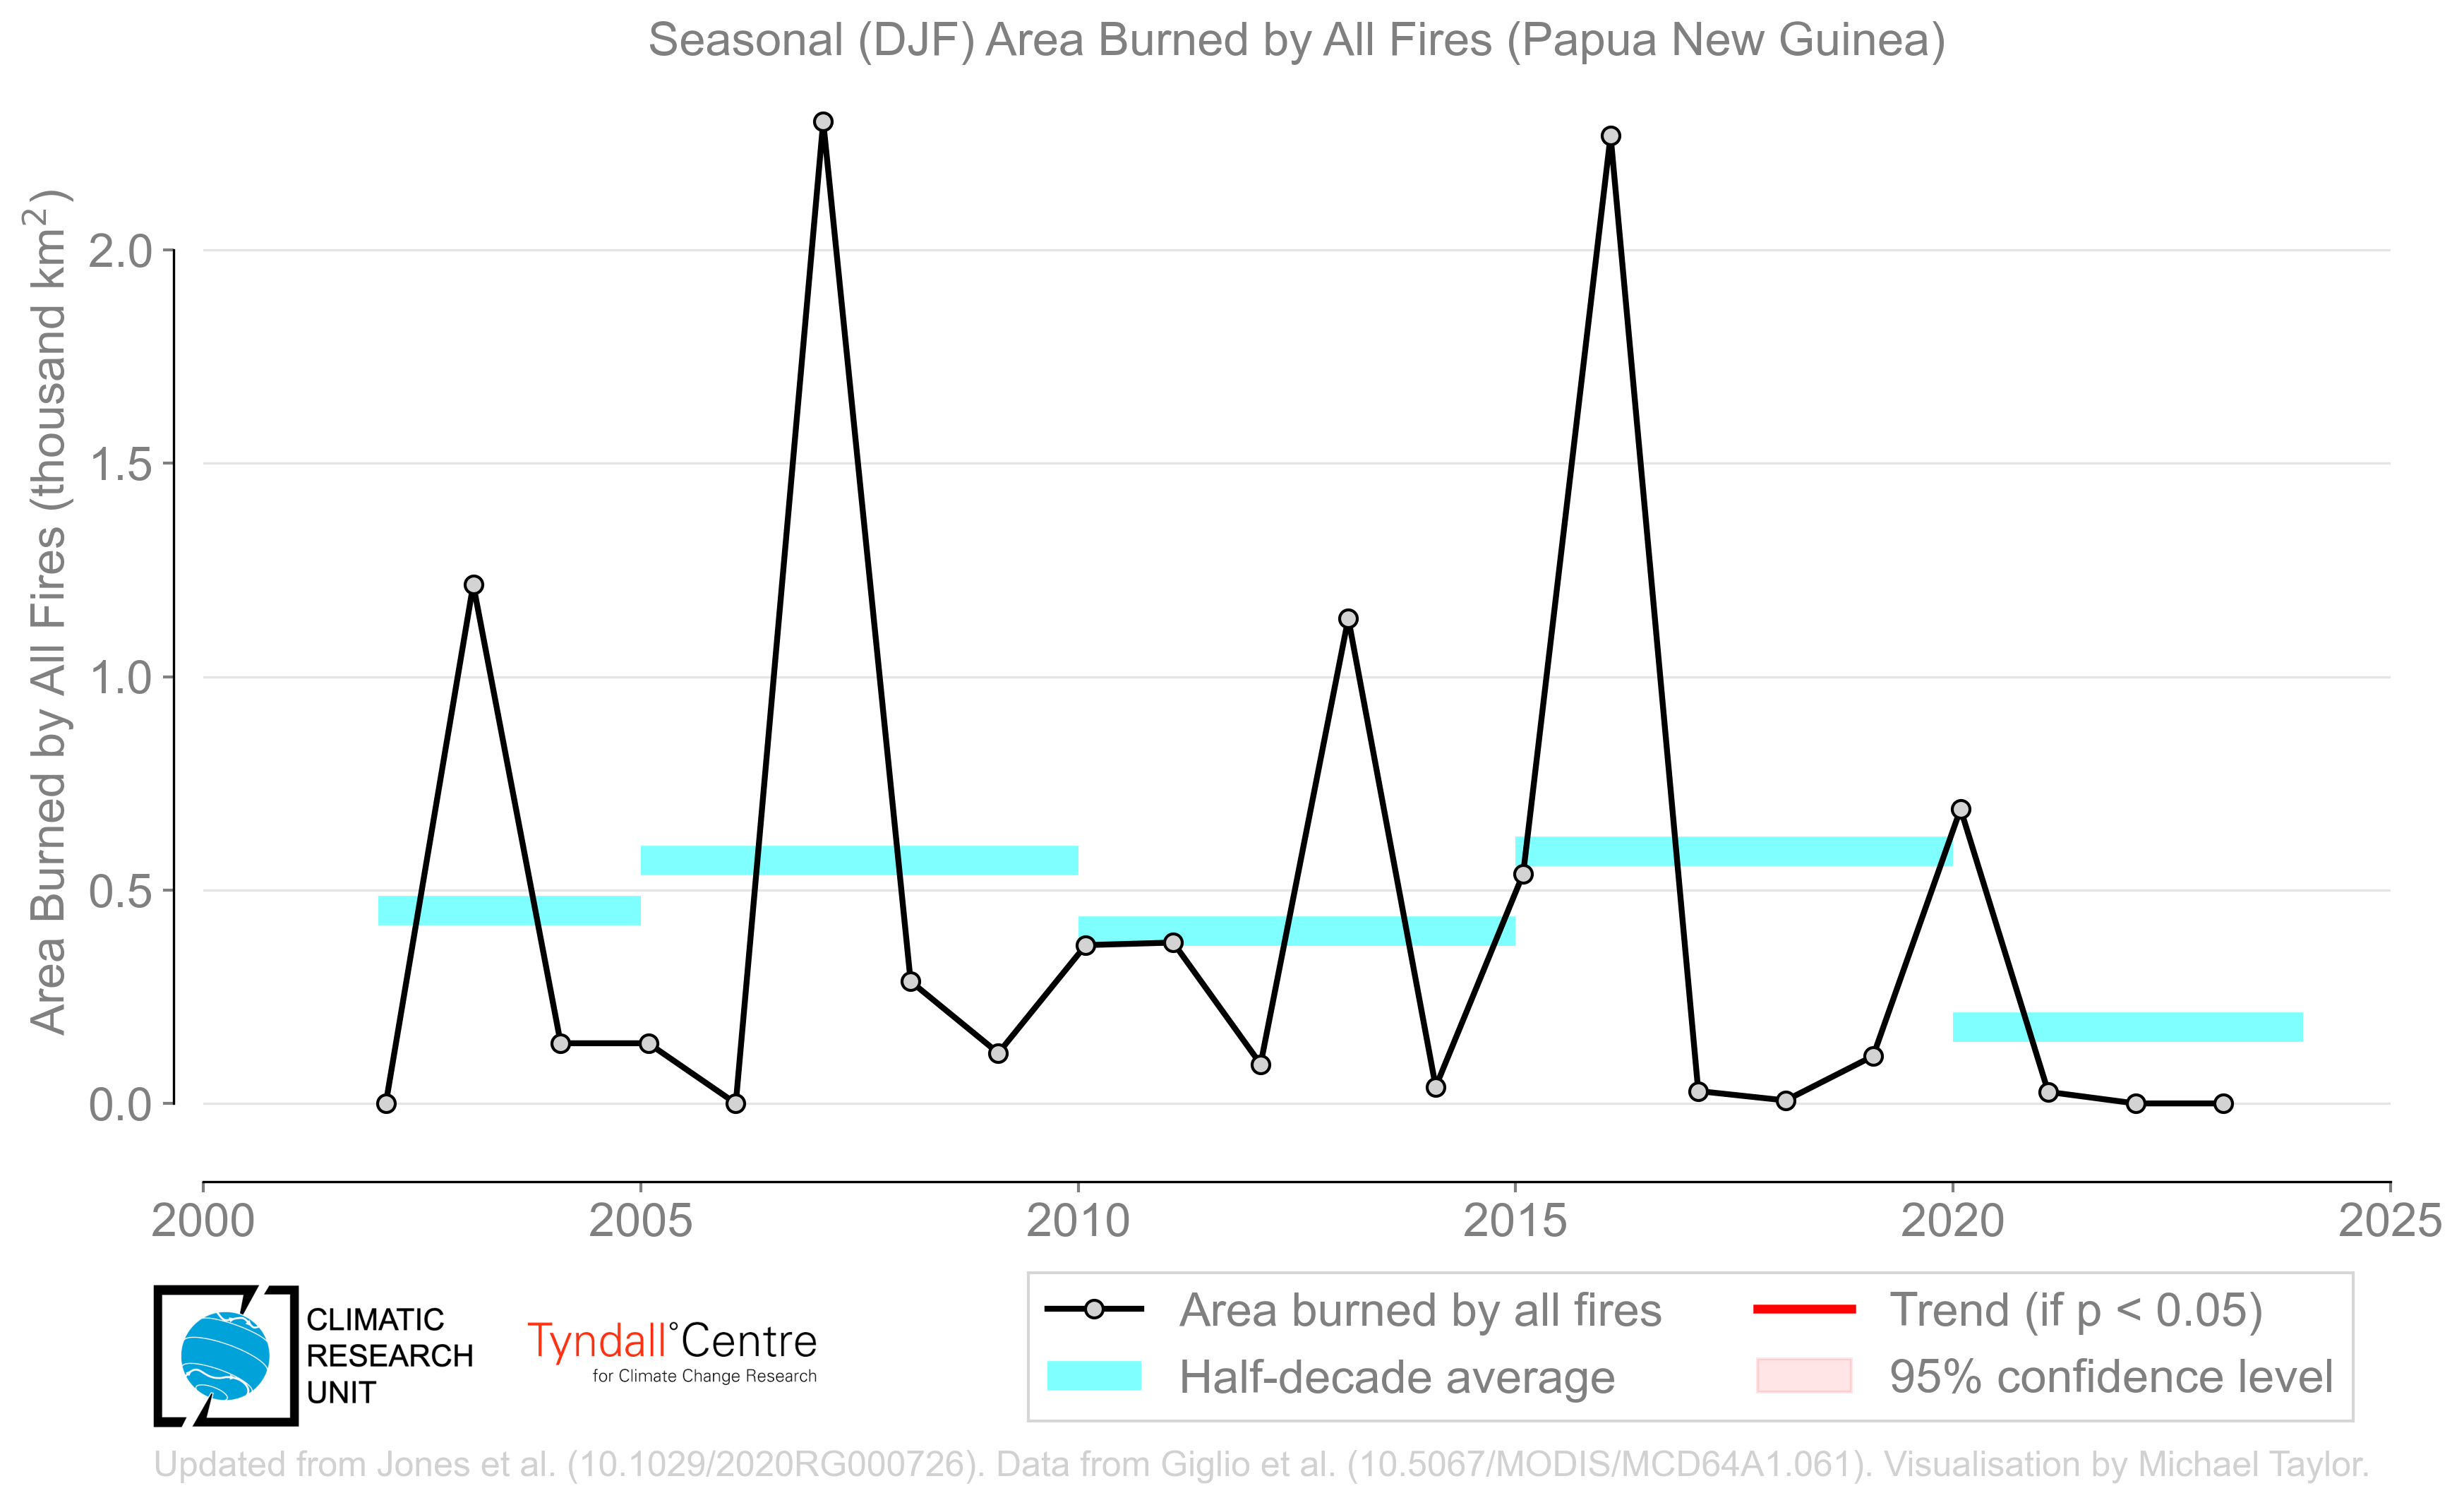 Seasonal (DJF) Area Burned by All Fires (Papua New Guinea)
Area Burned by All Fires (thousand km²)
2.0
1.5
1.0
0.5
0.0
2000 2005 2010 2015 2020 2025
CLIMATIC
RESEARCH
UNIT
Tyndall°Centre
for Climate Change Research
Area burned by all fires
Half-decade average
Trend (if p < 0.05)
95% confidence level
Updated from Jones et al. (10.1029/2020RG000726). Data from Giglio et al. (10.5067/MODIS/MCD64A1.061). Visualisation by Michael Taylor.